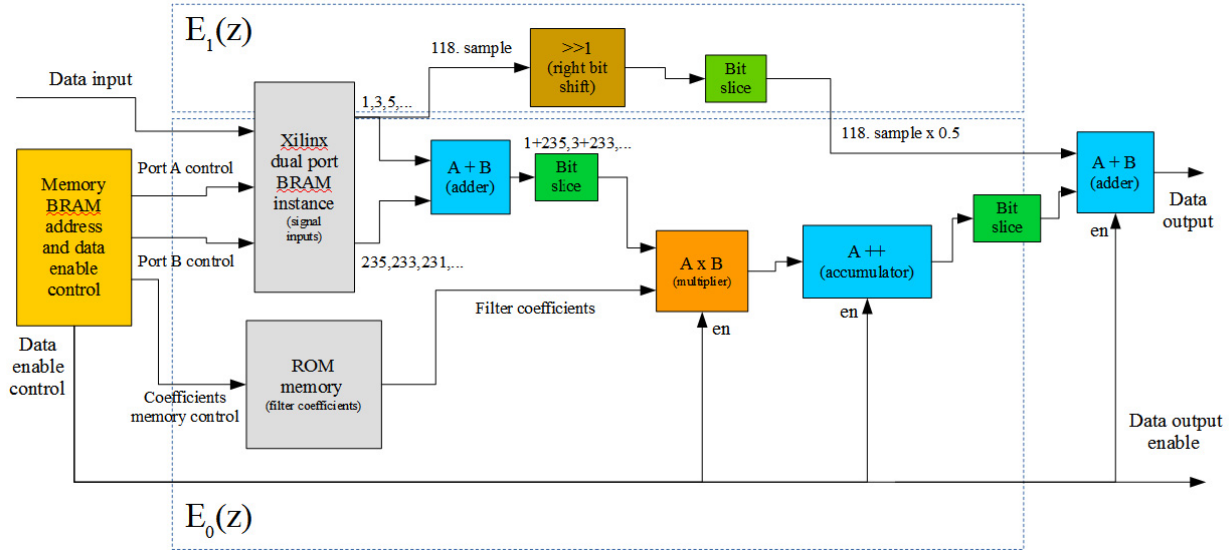 E1(z)
118. sample
>>1
(right bit
shift)
Bit
slice
Data input
1,3,5,...
Xilinx
dual port
BRAM
instance
(signal
inputs)
118. sample x 0.5
1+235,3+233,...
A + B
(adder)
Bit
slice
A + B
(adder)
Memory
BRAM
address
and data
enable
control
Port A control
Port B control
Bit
slice
Data
output
en
235,233,231,...
A x B
(multiplier)
A ++
(accumulator)
Filter coefficients
en
en
Data
enable
control
ROM
memory
(filter coefficients)
Coefficients
memory control
Data output
enable
E0(z)